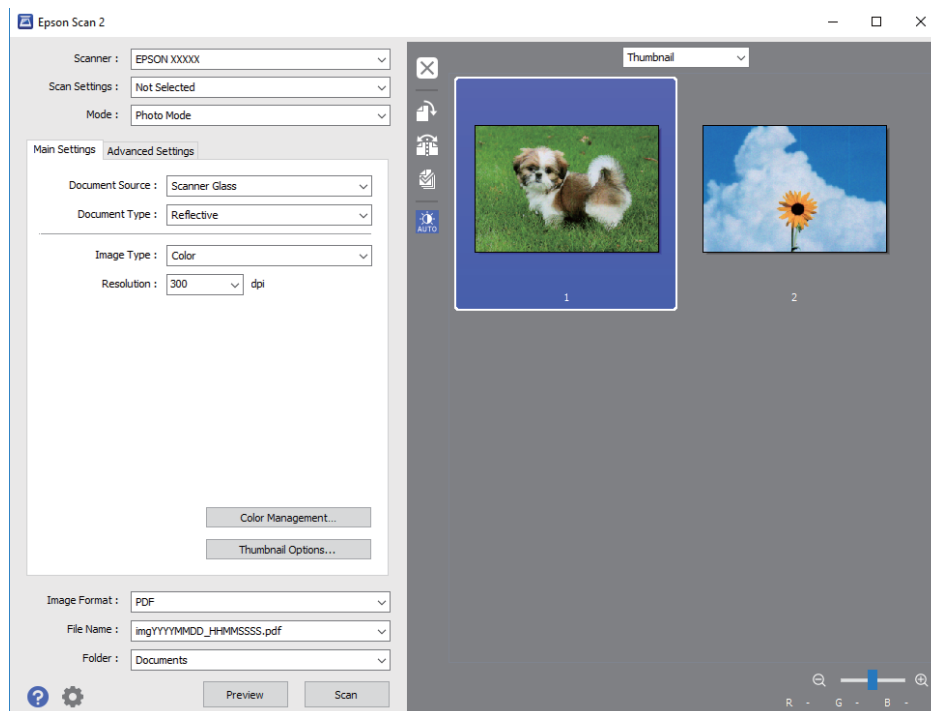 Epson Scan 2
Scanner : EPSON XXXXX
Scan Settings : Not Selected
Mode : Photo Mode
Main Settings Advanced Settings
Document Source : Scanner Glass
Document Type : Reflective
Image Type : Color
Resolution : 300 dpi
Color Management...
Thumbnail Options...
Image Format : PDF
File Name : imgYYYYMMDD_HHMMSSSS.pdf
Folder : Documents
? Preview Scan
Thumbnail
AUTO
1 2
R - G - B -